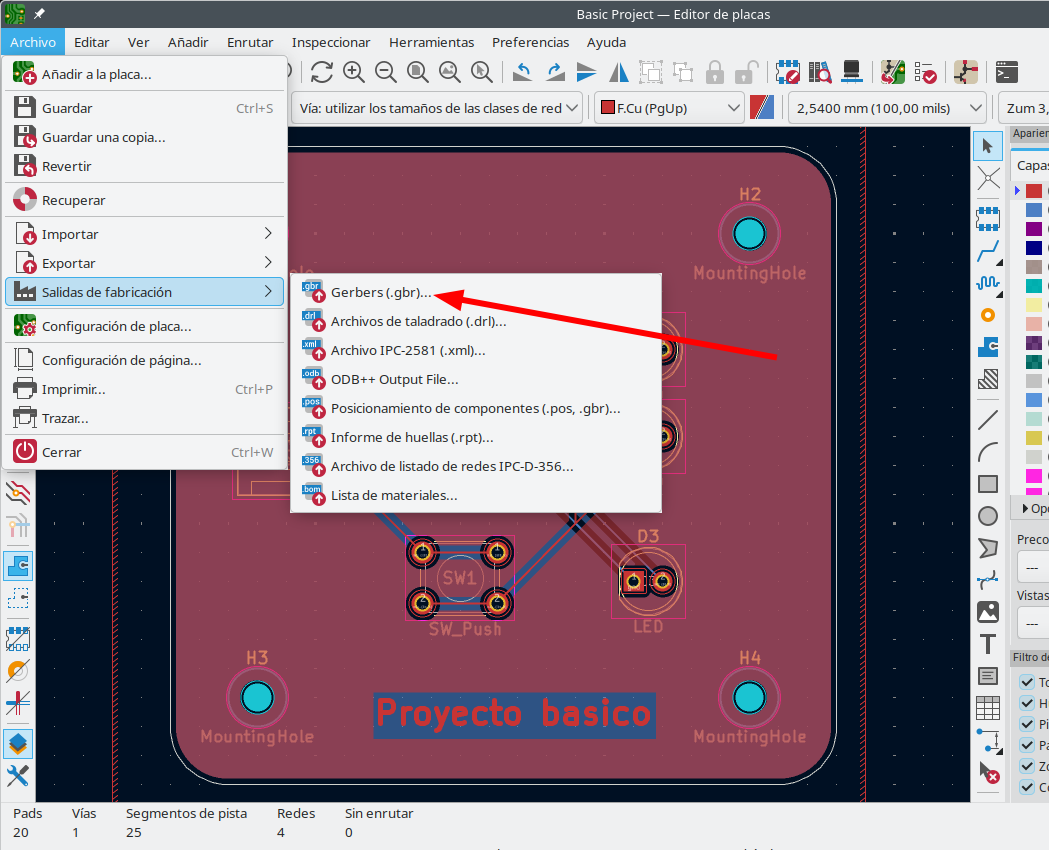 Basic Project — Editor de placas
Archivo Editar Ver Añadir Enrutar Inspeccionar Herramientas Preferencias Ayuda
Añadir a la placa...
Guardar Ctrl+S
Guardar una copia...
Revertir
Recuperar
Importar
Exportar
Salidas de fabricación
Configuración de placa...
Configuración de página...
Imprimir... Ctrl+P
Trazar...
Cerrar Ctrl+W
Vía: utilizar los tamaños de las clases de red
F.Cu (PgUp)
2,5400 mm (100,00 mils)
Zum 3,
.gbr Gerbers (.gbr)...
.drl Archivos de taladrado (.drl)...
.xml Archivo IPC-2581 (.xml)...
.odb ODB++ Output File...
.pos Posicionamiento de componentes (.pos, .gbr)...
.rpt Informe de huellas (.rpt)...
.356 Archivo de listado de redes IPC-D-356...
.bom Lista de materiales...
H2
MountingHole
D3
LED
SW1
SW_Push
H3
MountingHole
H4
MountingHole
Proyecto basico
Aparien
Capas
Opc
Preco
---
Vistas
---
Filtro de
To
Pi
Pa
Zo
Pads Vías Segmentos de pista Redes Sin enrutar
20 1 25 4 0